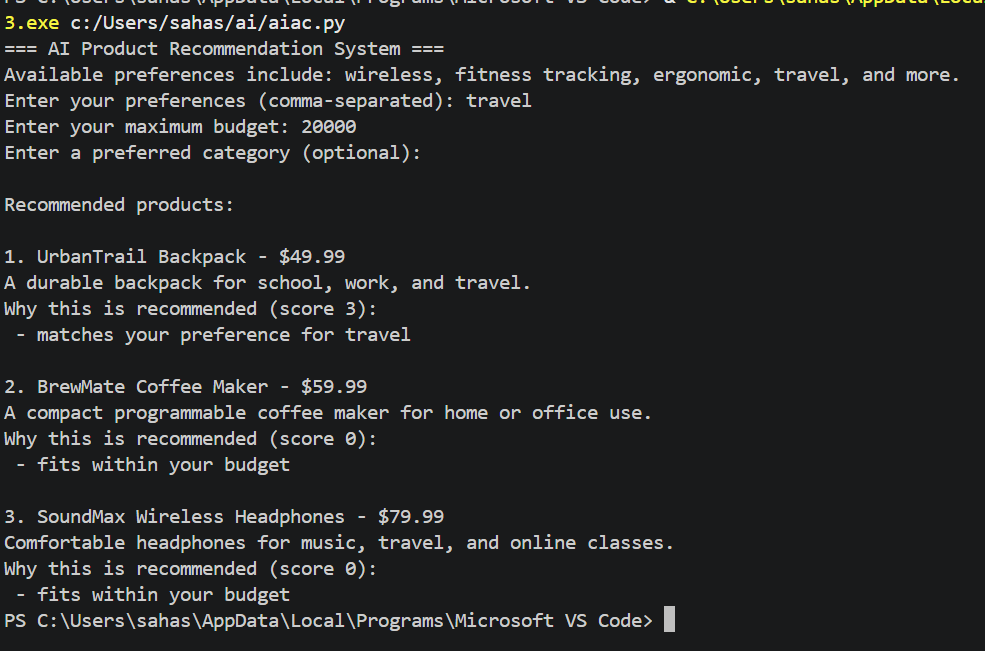 3.exe c:/Users/sahas/ai/aiac.py
=== AI Product Recommendation System ===
Available preferences include: wireless, fitness tracking, ergonomic, travel, and more.
Enter your preferences (comma-separated): travel
Enter your maximum budget: 20000
Enter a preferred category (optional):
Recommended products:
1. UrbanTrail Backpack - $49.99
A durable backpack for school, work, and travel.
Why this is recommended (score 3):
 - matches your preference for travel
2. BrewMate Coffee Maker - $59.99
A compact programmable coffee maker for home or office use.
Why this is recommended (score 0):
 - fits within your budget
3. SoundMax Wireless Headphones - $79.99
Comfortable headphones for music, travel, and online classes.
Why this is recommended (score 0):
 - fits within your budget
PS C:\Users\sahas\AppData\Local\Programs\Microsoft VS Code>